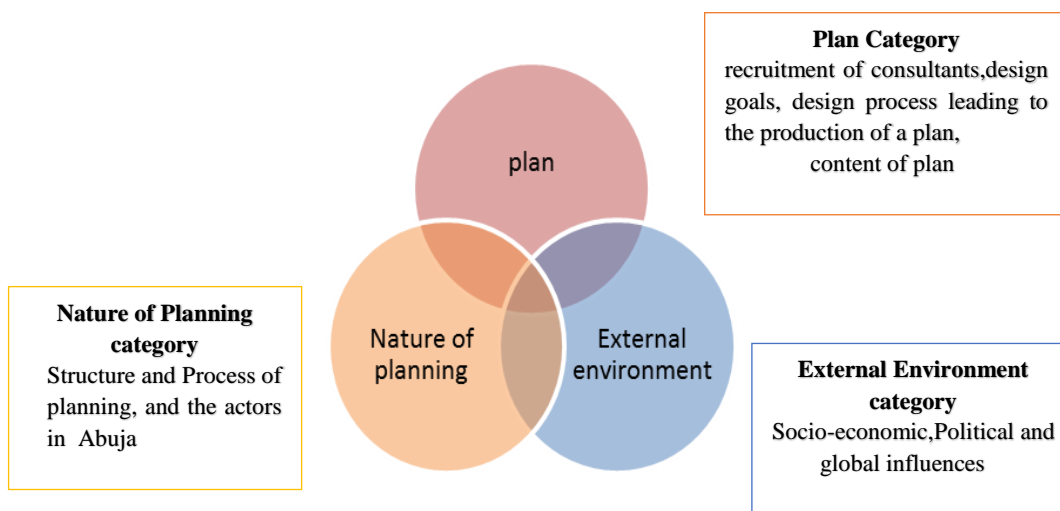 Plan Category
recruitment of consultants,design
goals, design process leading to
the production of a plan,
content of plan
plan
Nature of Planning
category
Structure and Process of
planning, and the actors
in Abuja
Nature of
planning
External
environment
External Environment
category
Socio-economic,Political and
global influences